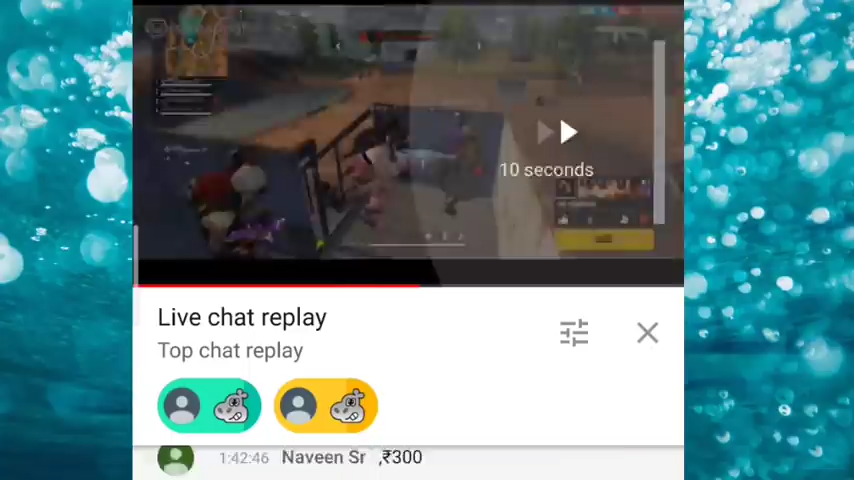 10 seconds
Live chat replay
Top chat replay
1:42:46 Naveen Sr ,₹300